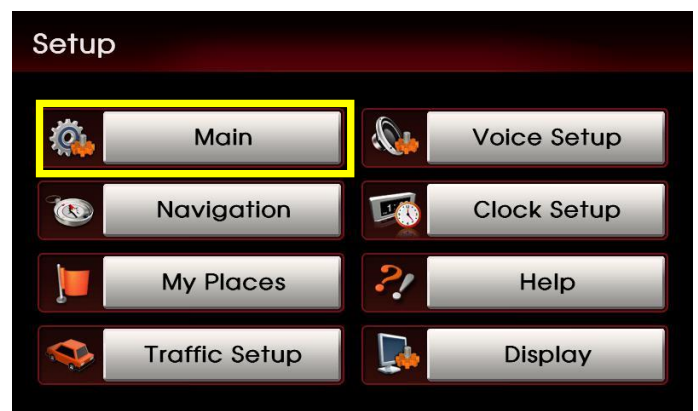 Setup
Main
Voice Setup
Navigation
Clock Setup
My Places
Help
Traffic Setup
Display